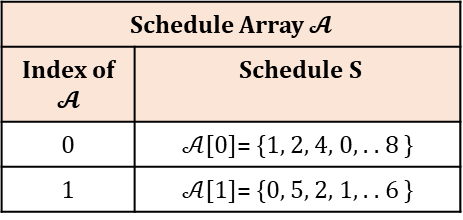 Schedule Array 𝓐
Index of 𝓐 Schedule S
0 𝓐[0]= {1, 2, 4, 0, . . 8 }
1 𝓐[1]= {0, 5, 2, 1, . . 6 }